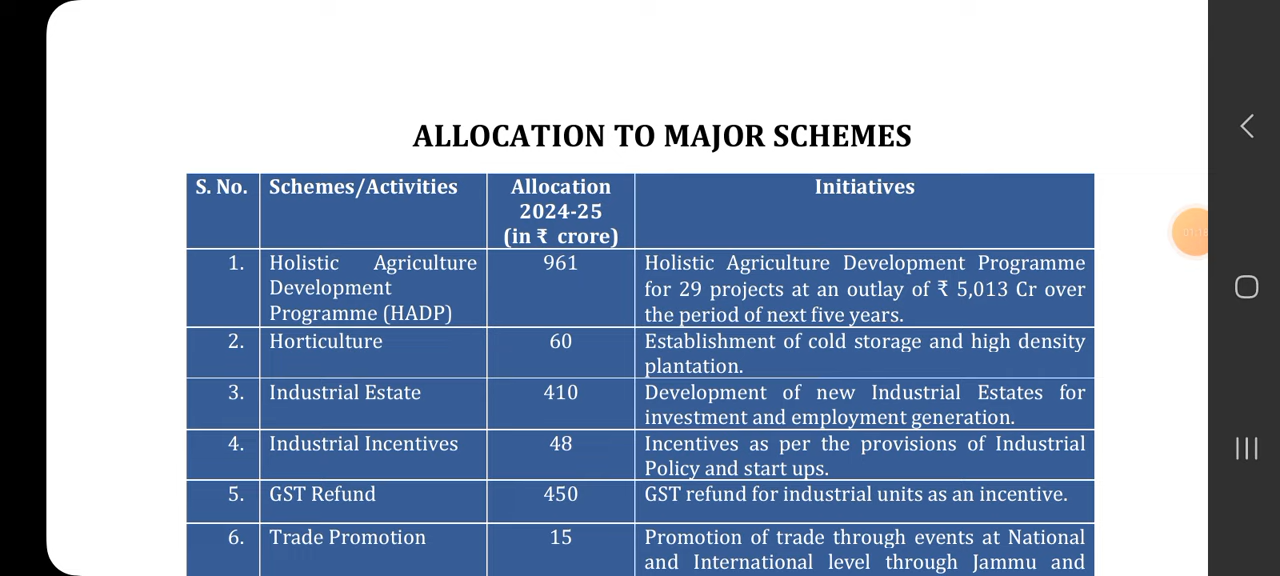 ALLOCATION TO MAJOR SCHEMES
S. No. Schemes/Activities Allocation 2024-25 (in ₹ crore) Initiatives
1. Holistic Agriculture Development Programme (HADP) 961 Holistic Agriculture Development Programme
for 29 projects at an outlay of ₹ 5,013 Cr over
the period of next five years.
2. Horticulture 60 Establishment of cold storage and high density
plantation.
3. Industrial Estate 410 Development of new Industrial Estates for
investment and employment generation.
4. Industrial Incentives 48 Incentives as per the provisions of Industrial
Policy and start ups.
5. GST Refund 450 GST refund for industrial units as an incentive.
6. Trade Promotion 15 Promotion of trade through events at National
and International level through Jammu and